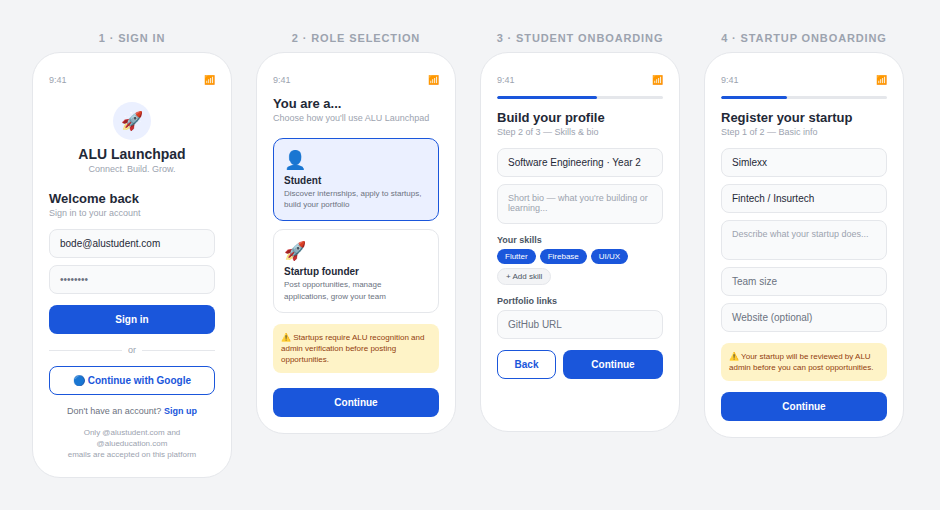 1 · SIGN IN
9:41
ALU Launchpad
Connect. Build. Grow.
Welcome back
Sign in to your account
bode@alustudent.com
••••••••
Sign in
or
Continue with Google
Don't have an account? Sign up
Only @alustudent.com and
@alueducation.com
emails are accepted on this platform
2 · ROLE SELECTION
9:41
You are a...
Choose how you'll use ALU Launchpad
Student
Discover internships, apply to startups,
build your portfolio
Startup founder
Post opportunities, manage
applications, grow your team
⚠️ Startups require ALU recognition and
admin verification before posting
opportunities.
Continue
3 · STUDENT ONBOARDING
9:41
Build your profile
Step 2 of 3 — Skills & bio
Software Engineering · Year 2
Short bio — what you're building or
learning...
Your skills
Flutter Firebase UI/UX
+ Add skill
Portfolio links
GitHub URL
Back Continue
4 · STARTUP ONBOARDING
9:41
Register your startup
Step 1 of 2 — Basic info
Simlexx
Fintech / Insurtech
Describe what your startup does...
Team size
Website (optional)
⚠️ Your startup will be reviewed by ALU
admin before you can post opportunities.
Continue